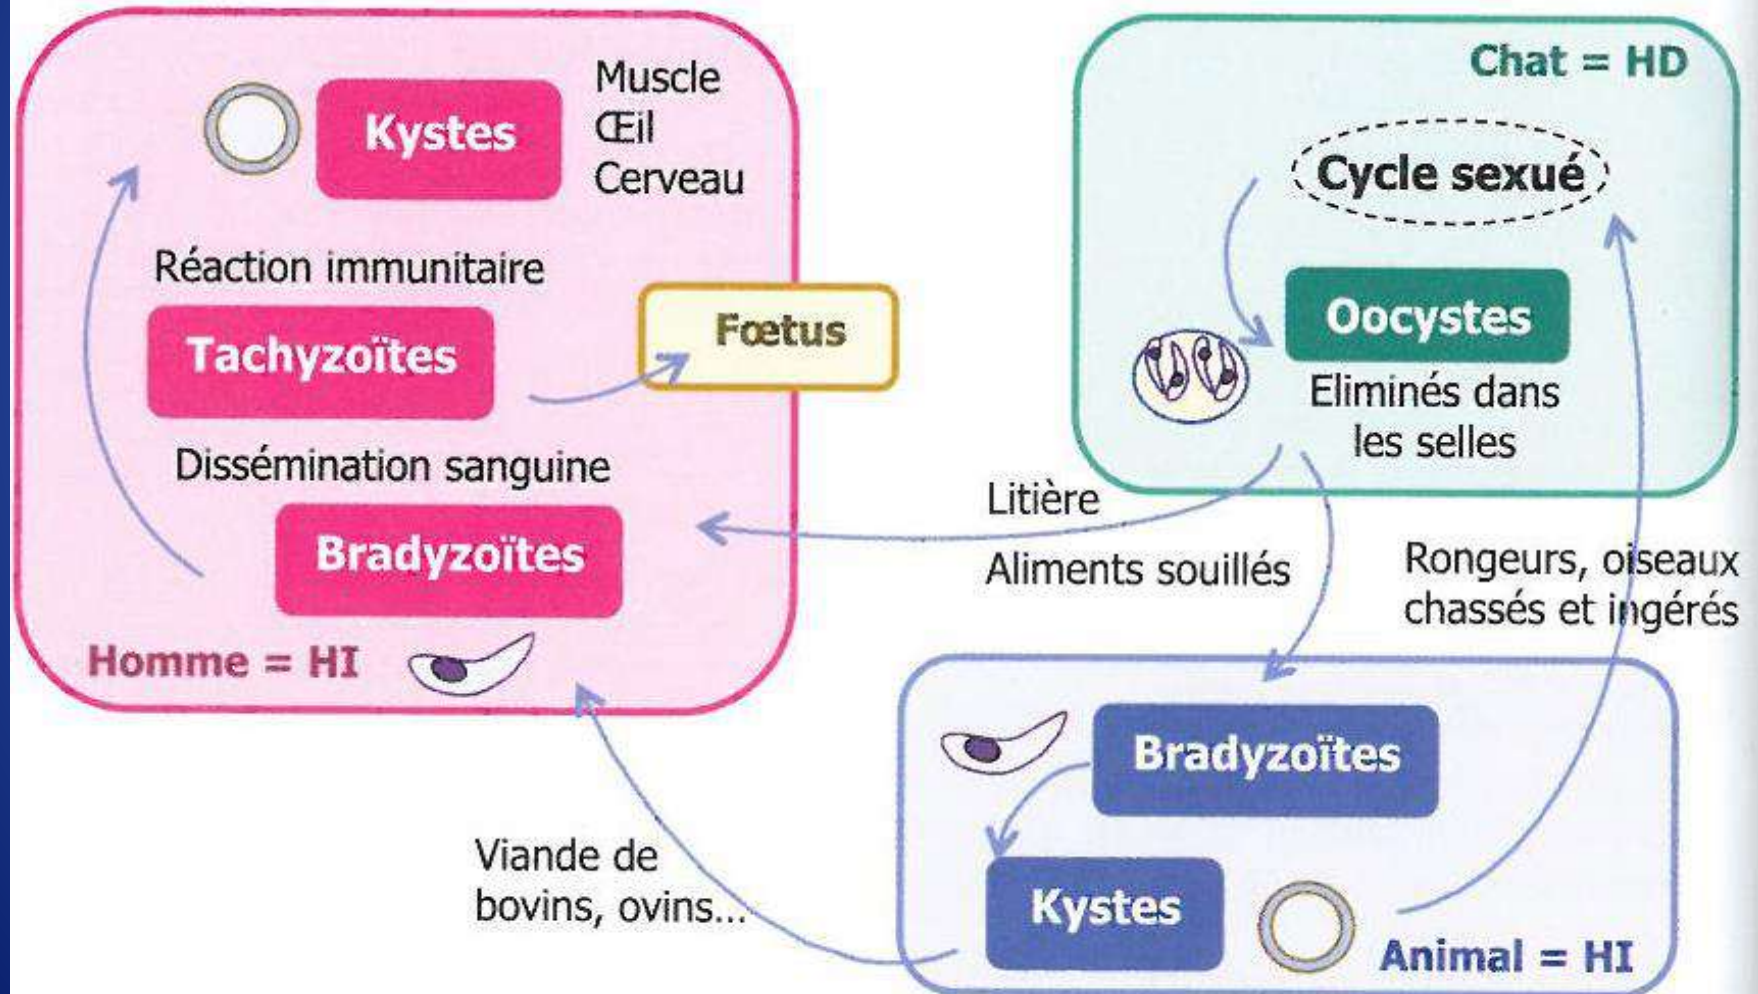 Kystes
Muscle
Œil
Cerveau
Réaction immunitaire
Tachyzoïtes
Fœtus
Dissémination sanguine
Bradyzoïtes
Homme = HI
Chat = HD
Cycle sexué
Oocystes
Eliminés dans
les selles
Litière
Aliments souillés
Rongeurs, oiseaux
chassés et ingérés
Bradyzoïtes
Kystes
Animal = HI
Viande de
bovins, ovins...